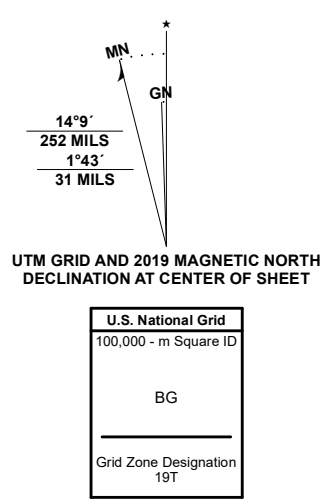 MN
GN
14°9´
252 MILS
1°43´
31 MILS
UTM GRID AND 2019 MAGNETIC NORTH
DECLINATION AT CENTER OF SHEET
U.S. National Grid
100,000 - m Square ID
BG
Grid Zone Designation
19T